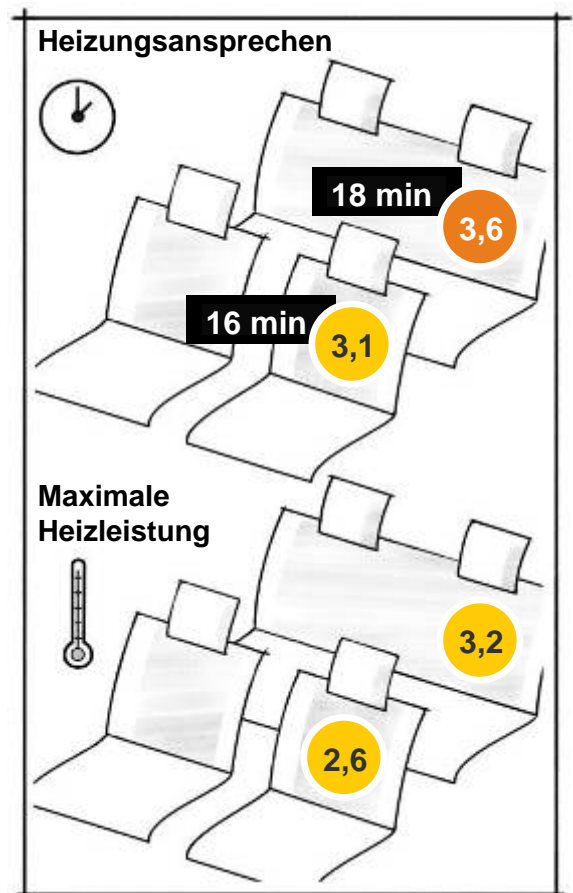 Heizungsansprechen
18 min
3,6
16 min
3,1
Maximale
Heizleistung
3,2
2,6